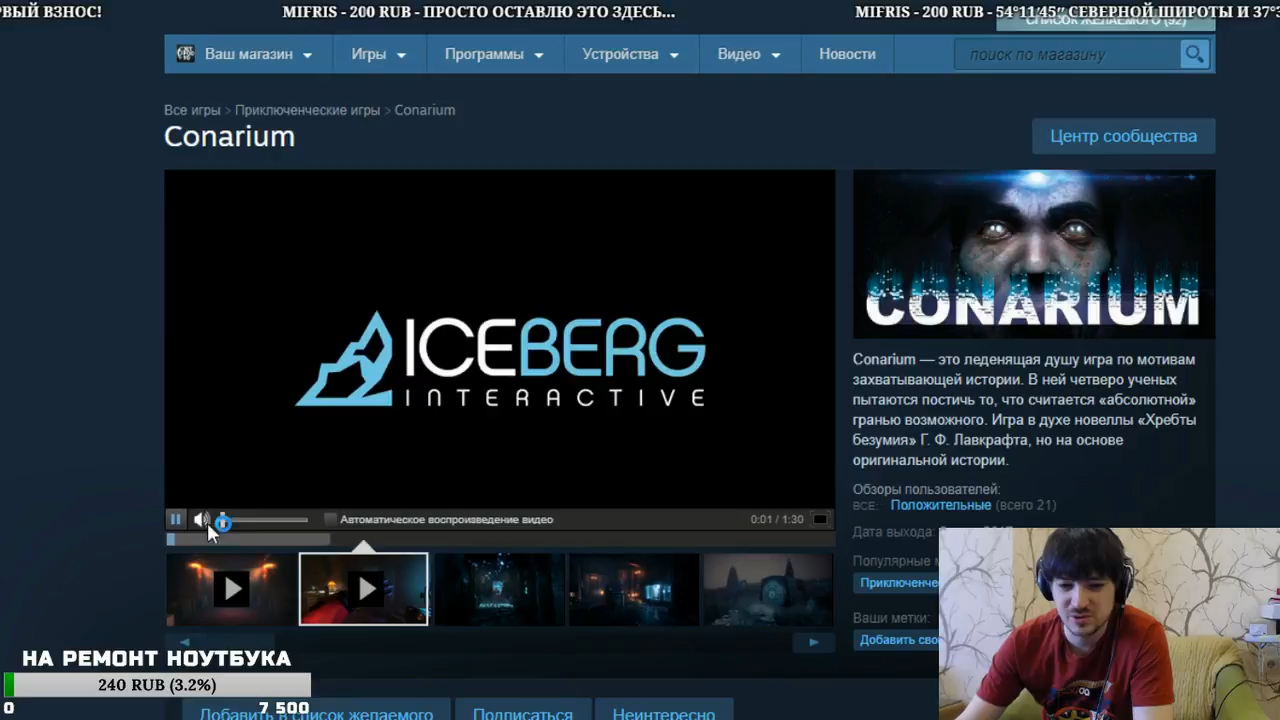 РВЫЙ ВЗНОС! MIFRIS - 200 RUB - ПРОСТО ОСТАВЛЮ ЭТО ЗДЕСЬ... MIFRIS - 200 RUB - 54°11'45" СЕВЕРНОЙ ШИРОТЫ И 37°
СПИСОК ЖЕЛАЕМОГО (92)
Ваш магазин Игры Программы Устройства Видео Новости поиск по магазину
Все игры > Приключенческие игры > Conarium
Conarium
Центр сообщества
ICEBERG
INTERACTIVE
CONARIUM
Conarium — это леденящая душу игра по мотивам
захватывающей истории. В ней четверо ученых
пытаются постичь то, что считается «абсолютной»
гранью возможного. Игра в духе новеллы «Хребты
безумия» Г. Ф. Лавкрафта, но на основе
оригинальной истории.
Обзоры пользователей:
ВСЕ: Положительные (всего 21)
Дата выхода:
Популярные м
Приключенче
Ваши метки:
Добавить сво
Автоматическое воспроизведение видео 0:01 / 1:30
НА РЕМОНТ НОУТБУКА
240 RUB (3.2%)
0 7 500
Добавить в список желаемого Подписаться Неинтересно